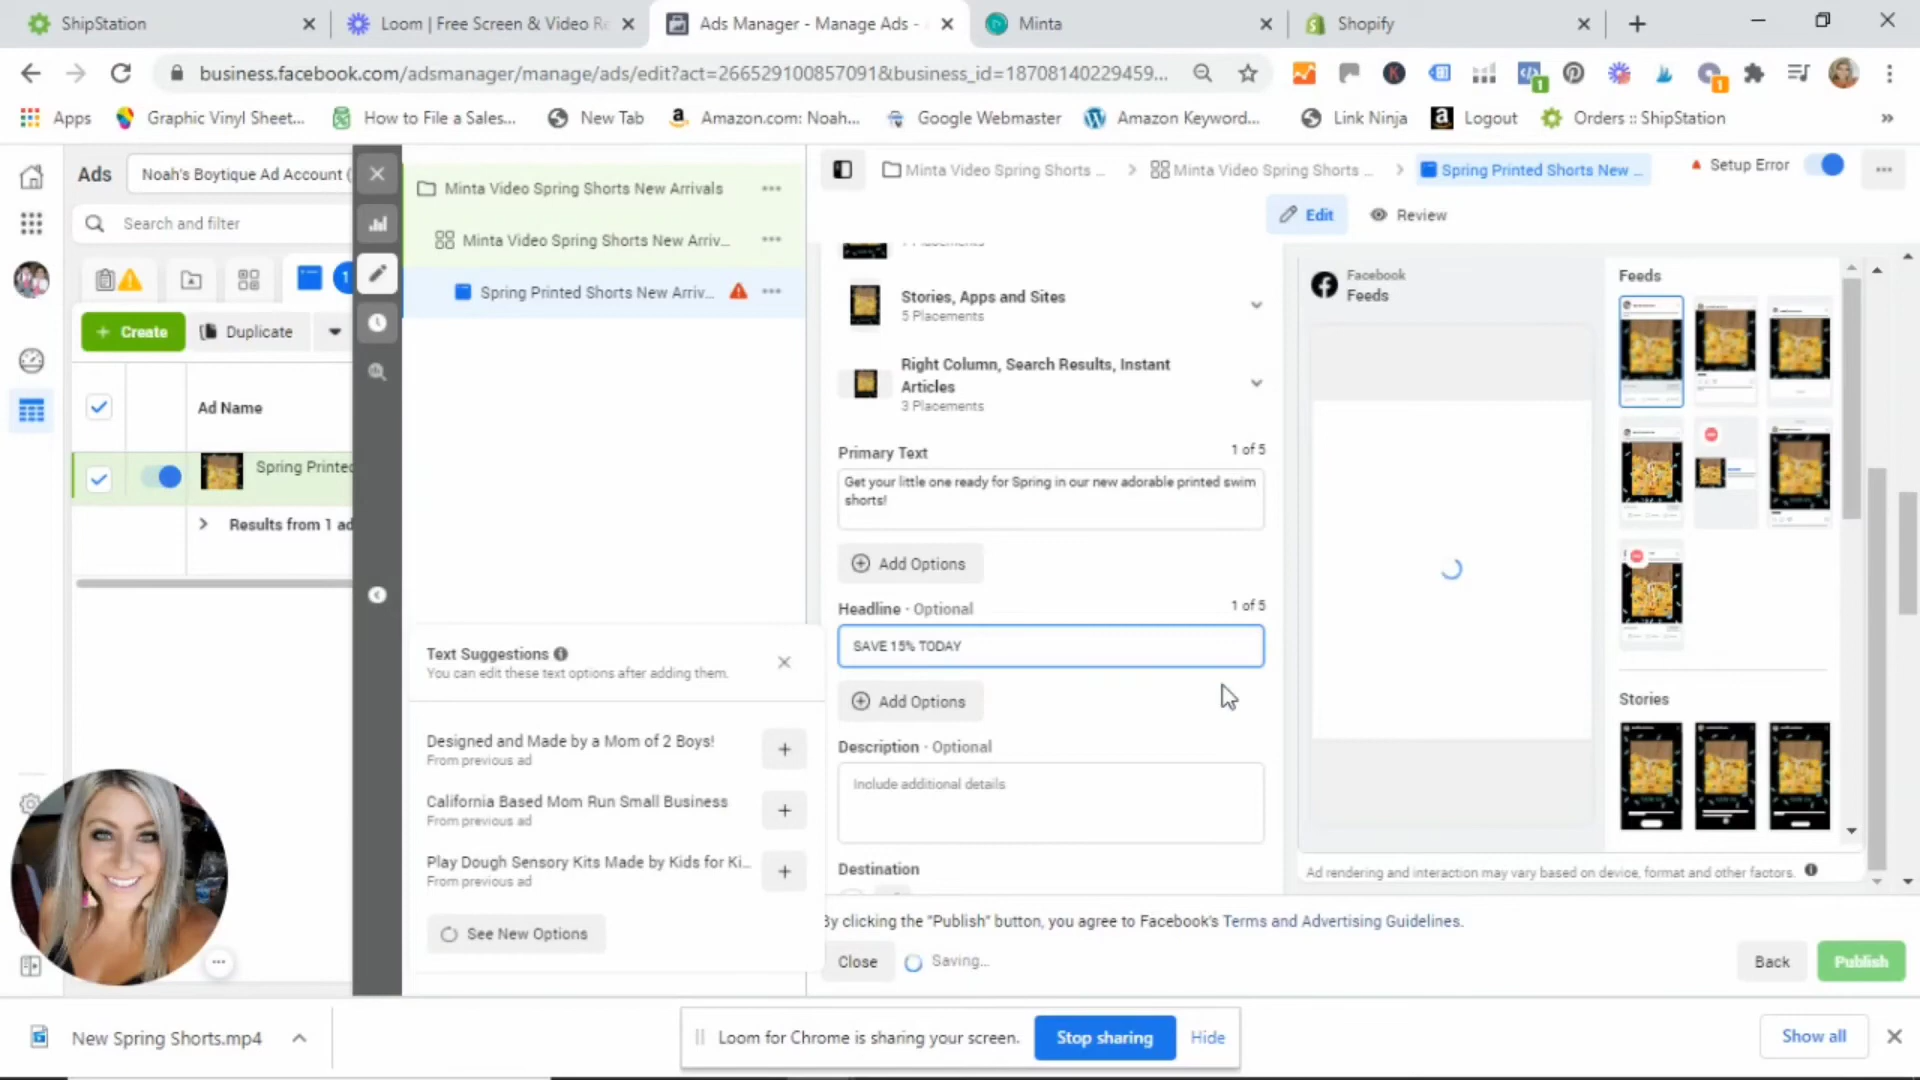 ShipStation
Loom | Free Screen & Video Re
Ads Manager - Manage Ads -
Minta
Shopify
business.facebook.com/adsmanager/manage/ads/edit?act=266529100857091&business_id=18708140229459...
1
1
Apps
Graphic Vinyl Sheet...
How to File a Sales...
New Tab
Amazon.com: Noah...
Google Webmaster
Amazon Keyword...
Link Ninja
Logout
Orders :: ShipStation
»
Ads
Noah's Boytique Ad Account (
Search and filter
1
+ Create
Duplicate
Ad Name
Spring Printed
Results from 1 ad
Minta Video Spring Shorts New Arrivals
Minta Video Spring Shorts New Arriv...
Spring Printed Shorts New Arriv...
Text Suggestions
You can edit these text options after adding them.
Designed and Made by a Mom of 2 Boys!
From previous ad
California Based Mom Run Small Business
From previous ad
Play Dough Sensory Kits Made by Kids for Ki...
From previous ad
See New Options
Minta Video Spring Shorts ...
Minta Video Spring Shorts ...
Spring Printed Shorts New ...
Setup Error
Edit
Review
Stories, Apps and Sites
5 Placements
Right Column, Search Results, Instant
Articles
3 Placements
Primary Text
1 of 5
Get your little one ready for Spring in our new adorable printed swim
shorts!
Add Options
Headline · Optional
1 of 5
SAVE 15% TODAY
Add Options
Description · Optional
Include additional details
Destination
Facebook
Feeds
Feeds
Stories
Ad rendering and interaction may vary based on device, format and other factors.
By clicking the "Publish" button, you agree to Facebook's Terms and Advertising Guidelines.
Close
Saving...
Back
Publish
New Spring Shorts.mp4
Loom for Chrome is sharing your screen.
Stop sharing
Hide
Show all